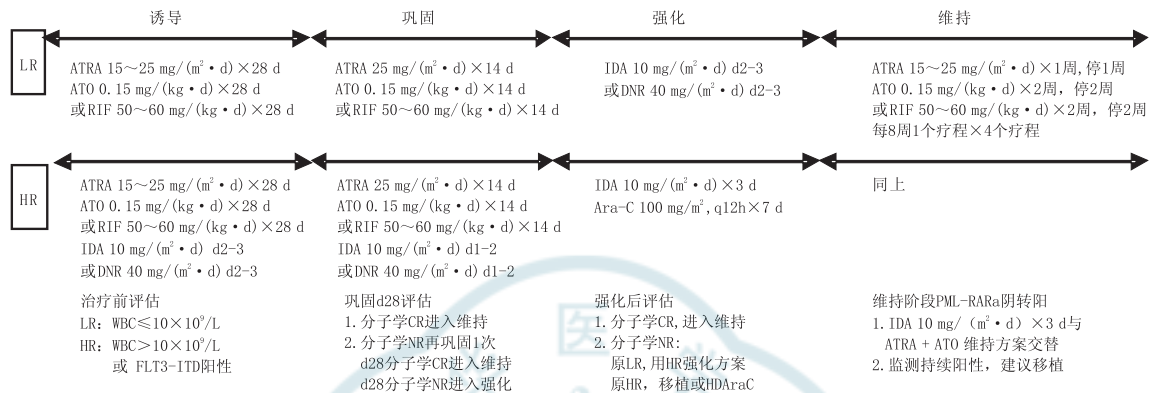 诱导 巩固 强化 维持
LR
ATRA 15～25 mg/(m²•d)×28 d
ATO 0.15 mg/(kg•d)×28 d
或RIF 50～60 mg/(kg•d)×28 d
ATRA 25 mg/(m²•d)×14 d
ATO 0.15 mg/(kg•d)×14 d
或RIF 50～60 mg/(kg•d)×14 d
IDA 10 mg/(m²•d) d2-3
或DNR 40 mg/(m²•d) d2-3
ATRA 15～25 mg/(m²•d)×1周,停1周
ATO 0.15 mg/(kg•d)×2周，停2周
或RIF 50～60 mg/(kg•d)×2周，停2周
每8周1个疗程×4个疗程
HR
ATRA 15～25 mg/(m²•d)×28 d
ATO 0.15 mg/(kg•d)×28 d
或RIF 50～60 mg/(kg•d)×28 d
IDA 10 mg/(m²•d) d2-3
或DNR 40 mg/(m²•d) d2-3
ATRA 25 mg/(m²•d)×14 d
ATO 0.15 mg/(kg•d)×14 d
或RIF 50～60 mg/(kg•d)×14 d
IDA 10 mg/(m²•d) d1-2
或DNR 40 mg/(m²•d) d1-2
IDA 10 mg/(m²•d)×3 d
Ara-C 100 mg/m²,q12h×7 d
同上
治疗前评估
LR：WBC≤10×10⁹/L
HR：WBC>10×10⁹/L
或 FLT3-ITD阳性
巩固d28评估
1.分子学CR进入维持
2.分子学NR再巩固1次
d28分子学CR进入维持
d28分子学NR进入强化
强化后评估
1.分子学CR,进入维持
2.分子学NR:
原LR,用HR强化方案
原HR，移植或HDAraC
维持阶段PML-RARa阴转阳
1.IDA 10 mg/（m²•d）×3 d与
ATRA＋ATO 维持方案交替
2.监测持续阳性，建议移植
医